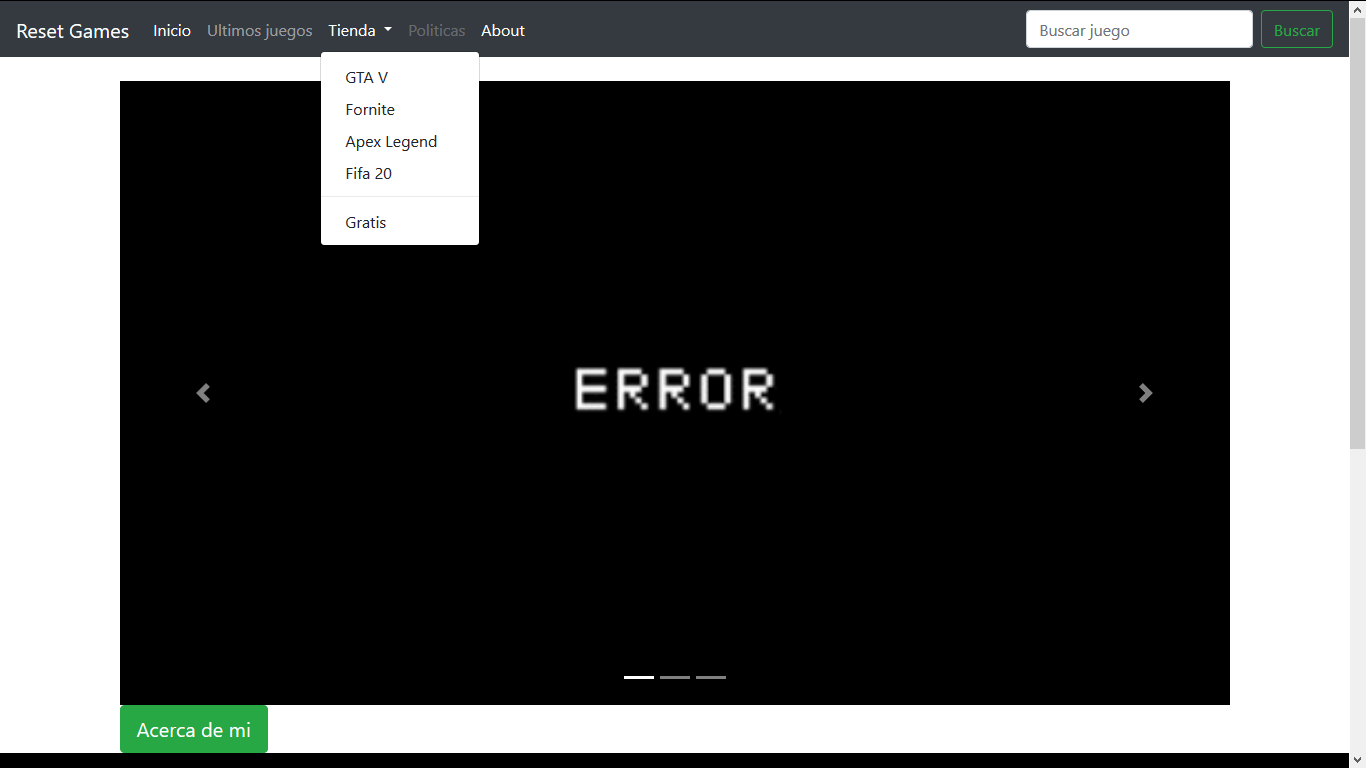 Reset Games Inicio Ultimos juegos Tienda Politicas About Buscar juego Buscar
GTA V
Fornite
Apex Legend
Fifa 20
Gratis
ERROR
Acerca de mi